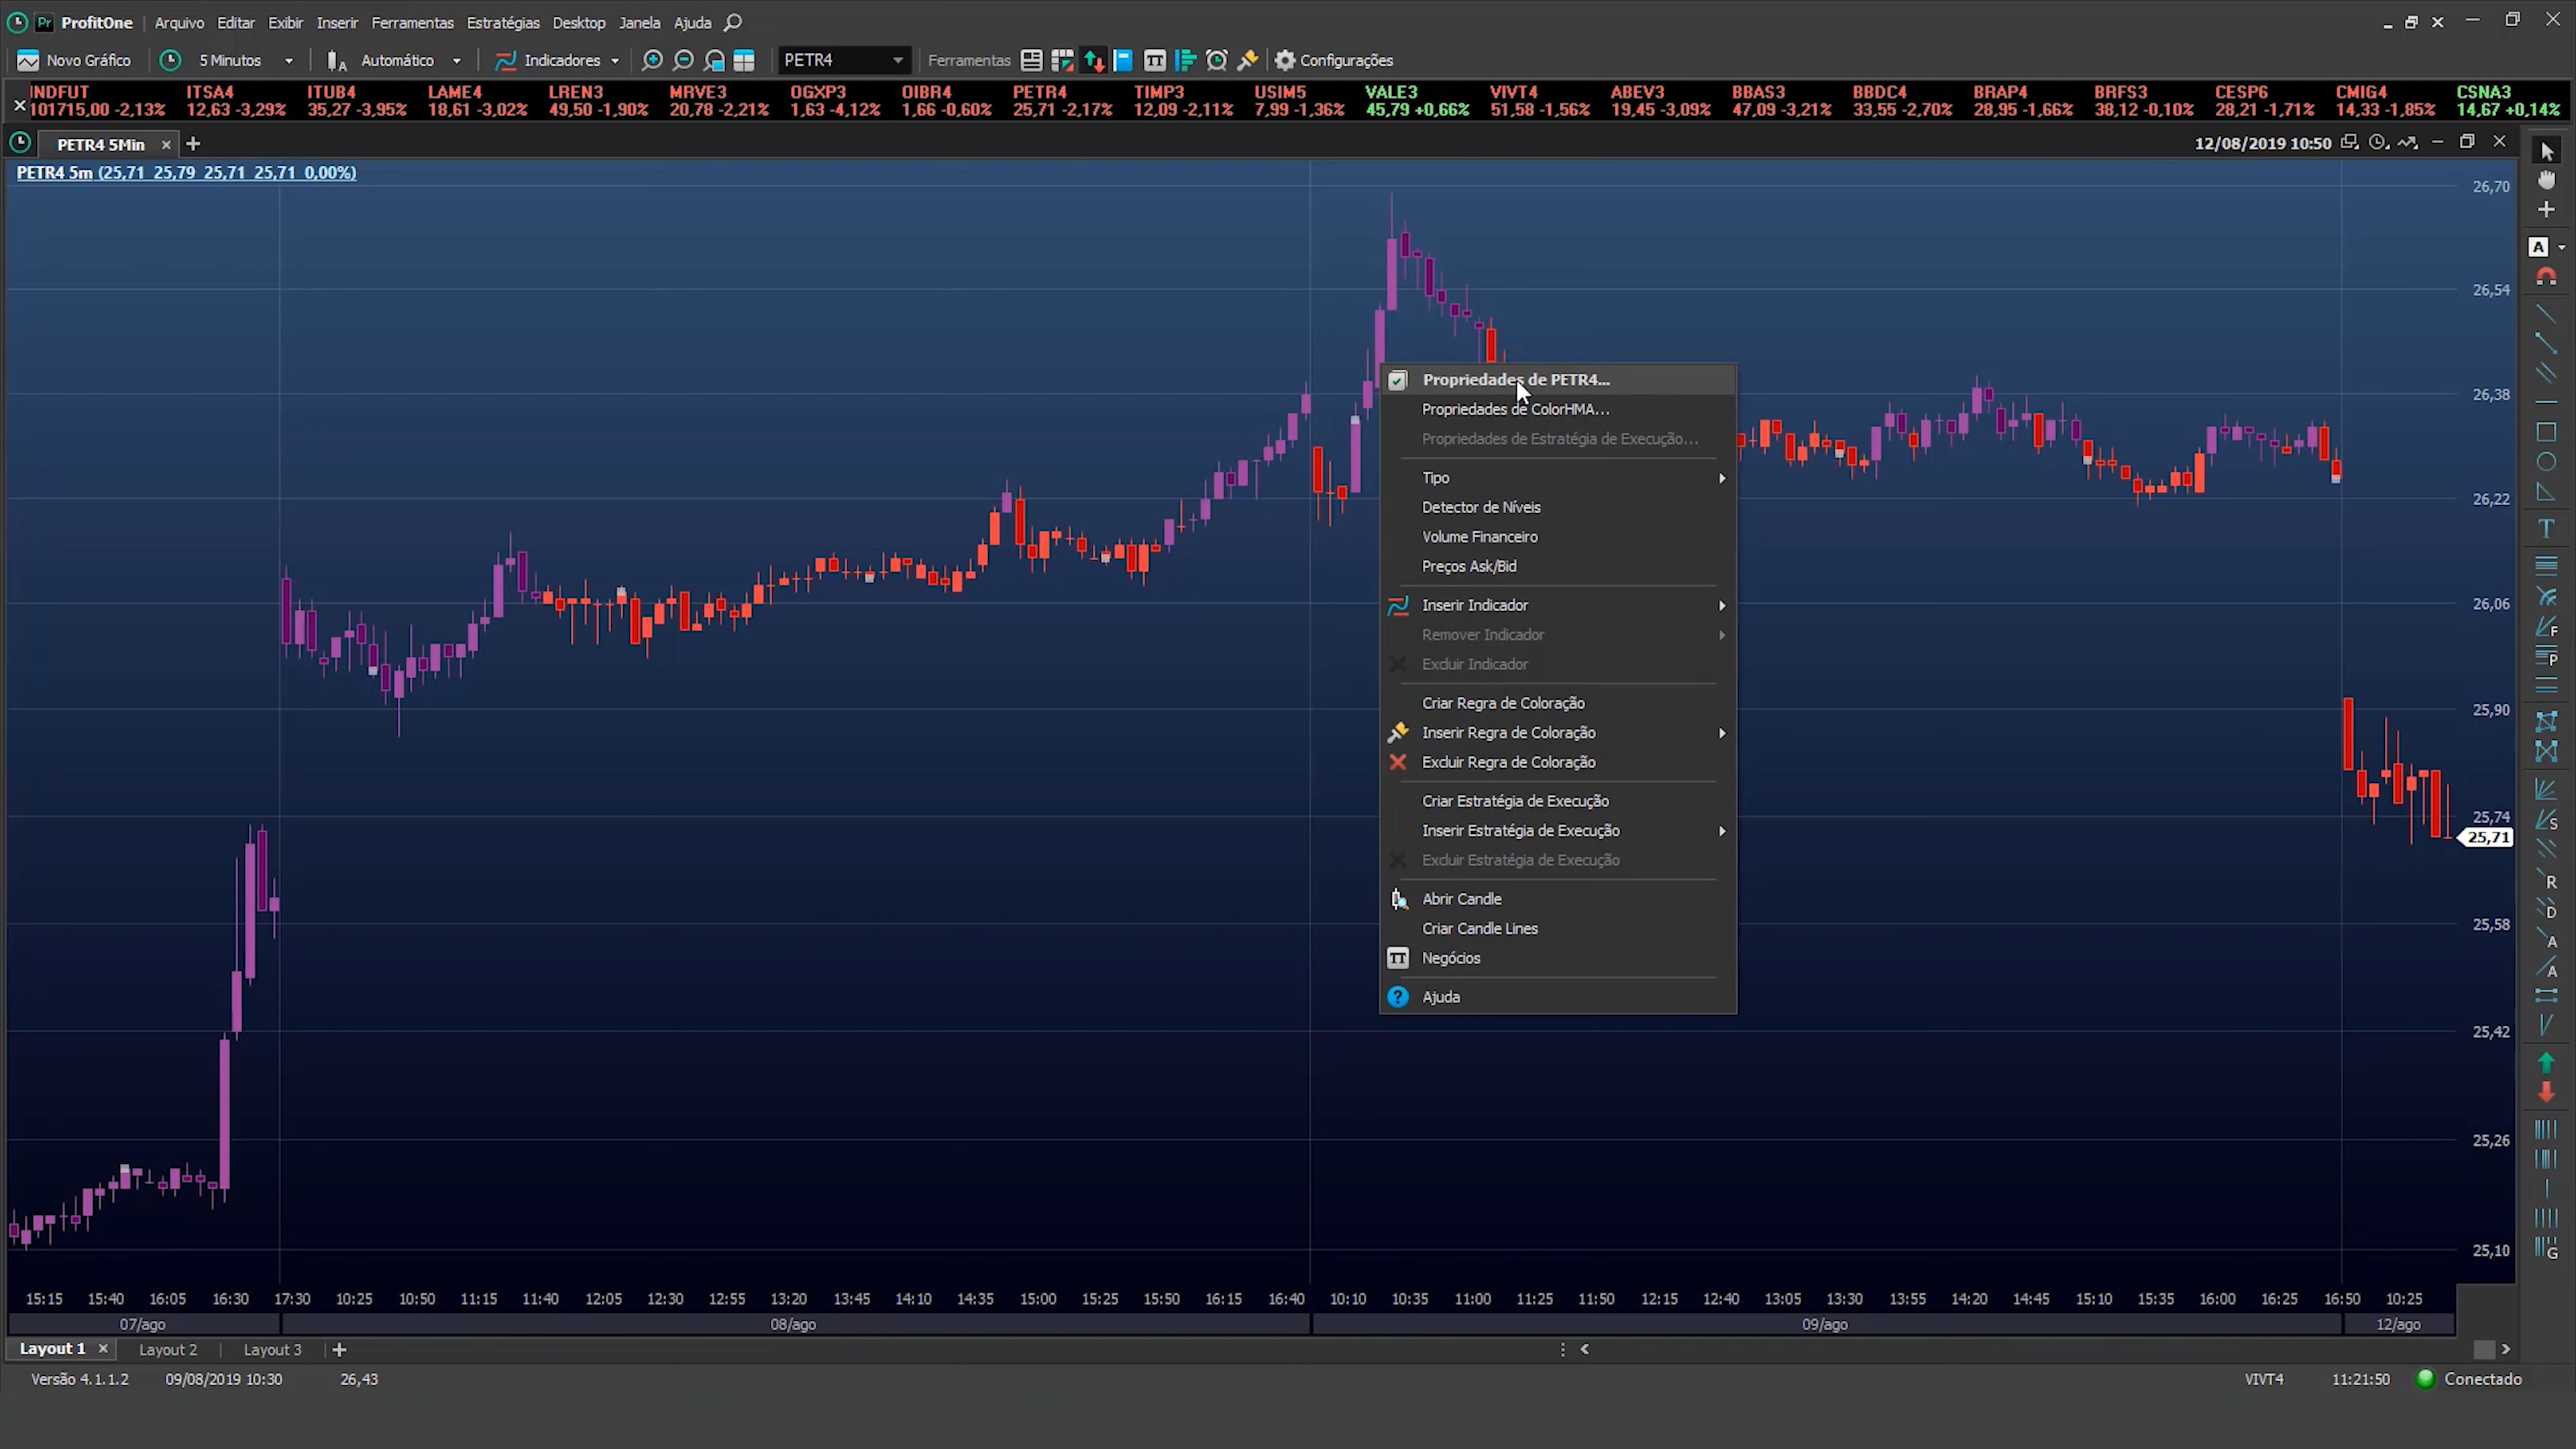 Pr ProfitOne Arquivo Editar Exibir Inserir Ferramentas Estratégias Desktop Janela Ajuda
Novo Gráfico 5 Minutos Automático Indicadores PETR4 Ferramentas Configurações
INDFUT ITSA4 ITUB4 LAME4 LREN3 MRVE3 OGXP3 OIBR4 PETR4 TIMP3 USIM5 VALE3 VIVT4 ABEV3 BBAS3 BBDC4 BRAP4 BRFS3 CESP6 CMIG4 CSNA3
101715,00 -2,13% 12,63 -3,29% 35,27 -3,95% 18,61 -3,02% 49,50 -1,90% 20,78 -2,21% 1,63 -4,12% 1,66 -0,60% 25,71 -2,17% 12,09 -2,11% 7,99 -1,36% 45,79 +0,66% 51,58 -1,56% 19,45 -3,09% 47,09 -3,21% 33,55 -2,70% 28,95 -1,66% 38,12 -0,10% 28,21 -1,71% 14,33 -1,85% 14,67 +0,14%
PETR4 5Min 12/08/2019 10:50
PETR4 5m (25,71 25,79 25,71 25,71 0,00%)
26,70
26,54
26,38
26,22
26,06
25,90
25,74
25,71
25,58
25,42
25,26
25,10
Propriedades de PETR4...
Propriedades de ColorHMA...
Propriedades de Estratégia de Execução...
Tipo
Detector de Níveis
Volume Financeiro
Preços Ask/Bid
Inserir Indicador
Remover Indicador
Excluir Indicador
Criar Regra de Coloração
Inserir Regra de Coloração
Excluir Regra de Coloração
Criar Estratégia de Execução
Inserir Estratégia de Execução
Excluir Estratégia de Execução
Abrir Candle
Criar Candle Lines
Negócios
Ajuda
A
T
F
P
S
R
D
A
A
G
15:15 15:40 16:05 16:30 17:30 10:25 10:50 11:15 11:40 12:05 12:30 12:55 13:20 13:45 14:10 14:35 15:00 15:25 15:50 16:15 16:40 10:10 10:35 11:00 11:25 11:50 12:15 12:40 13:05 13:30 13:55 14:20 14:45 15:10 15:35 16:00 16:25 16:50 10:25
07/ago 08/ago 09/ago 12/ago
Layout 1 Layout 2 Layout 3
Versão 4.1.1.2 09/08/2019 10:30 26,43 VIVT4 11:21:50 Conectado